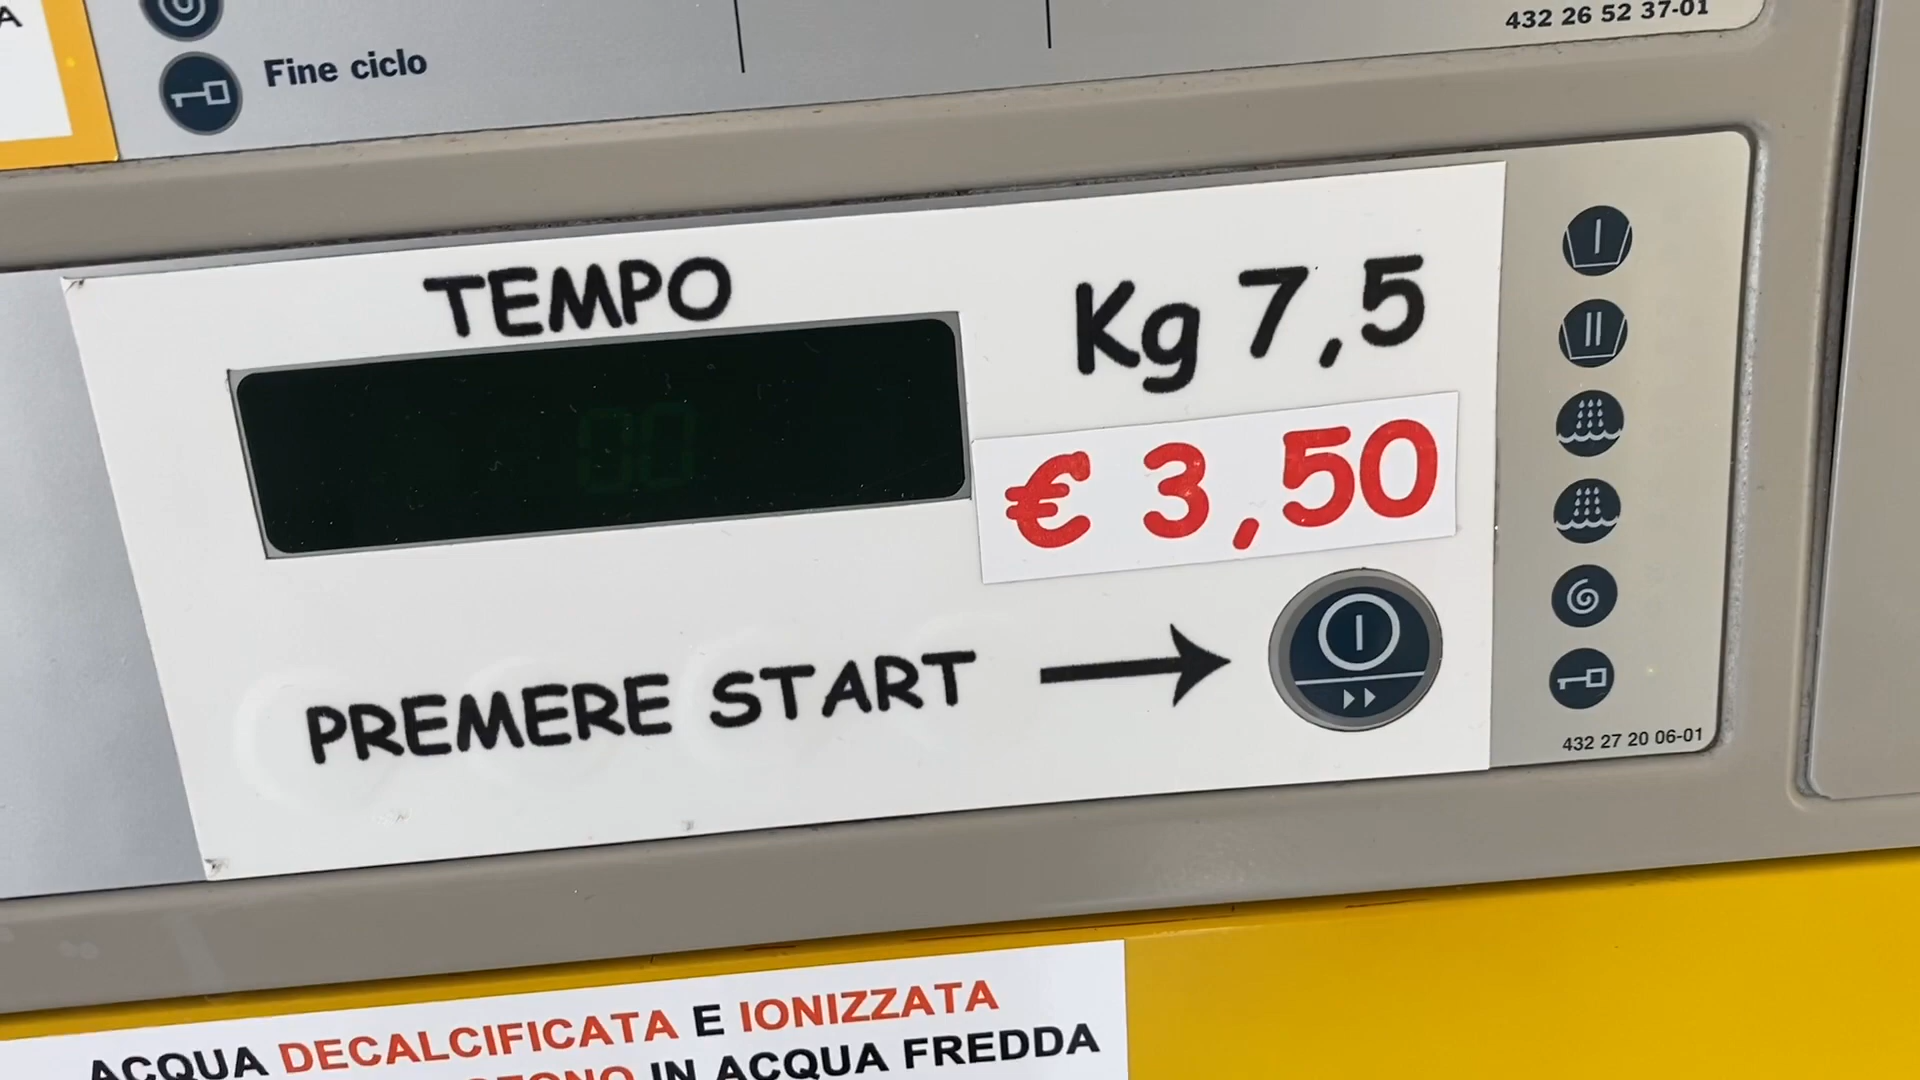 432 26 52 37-01
Fine ciclo
TEMPO
Kg 7,5
00
€ 3,50
PREMERE START
432 27 20 06-01
ACQUA DECALCIFICATA E IONIZZATA
IN ACQUA FREDDA